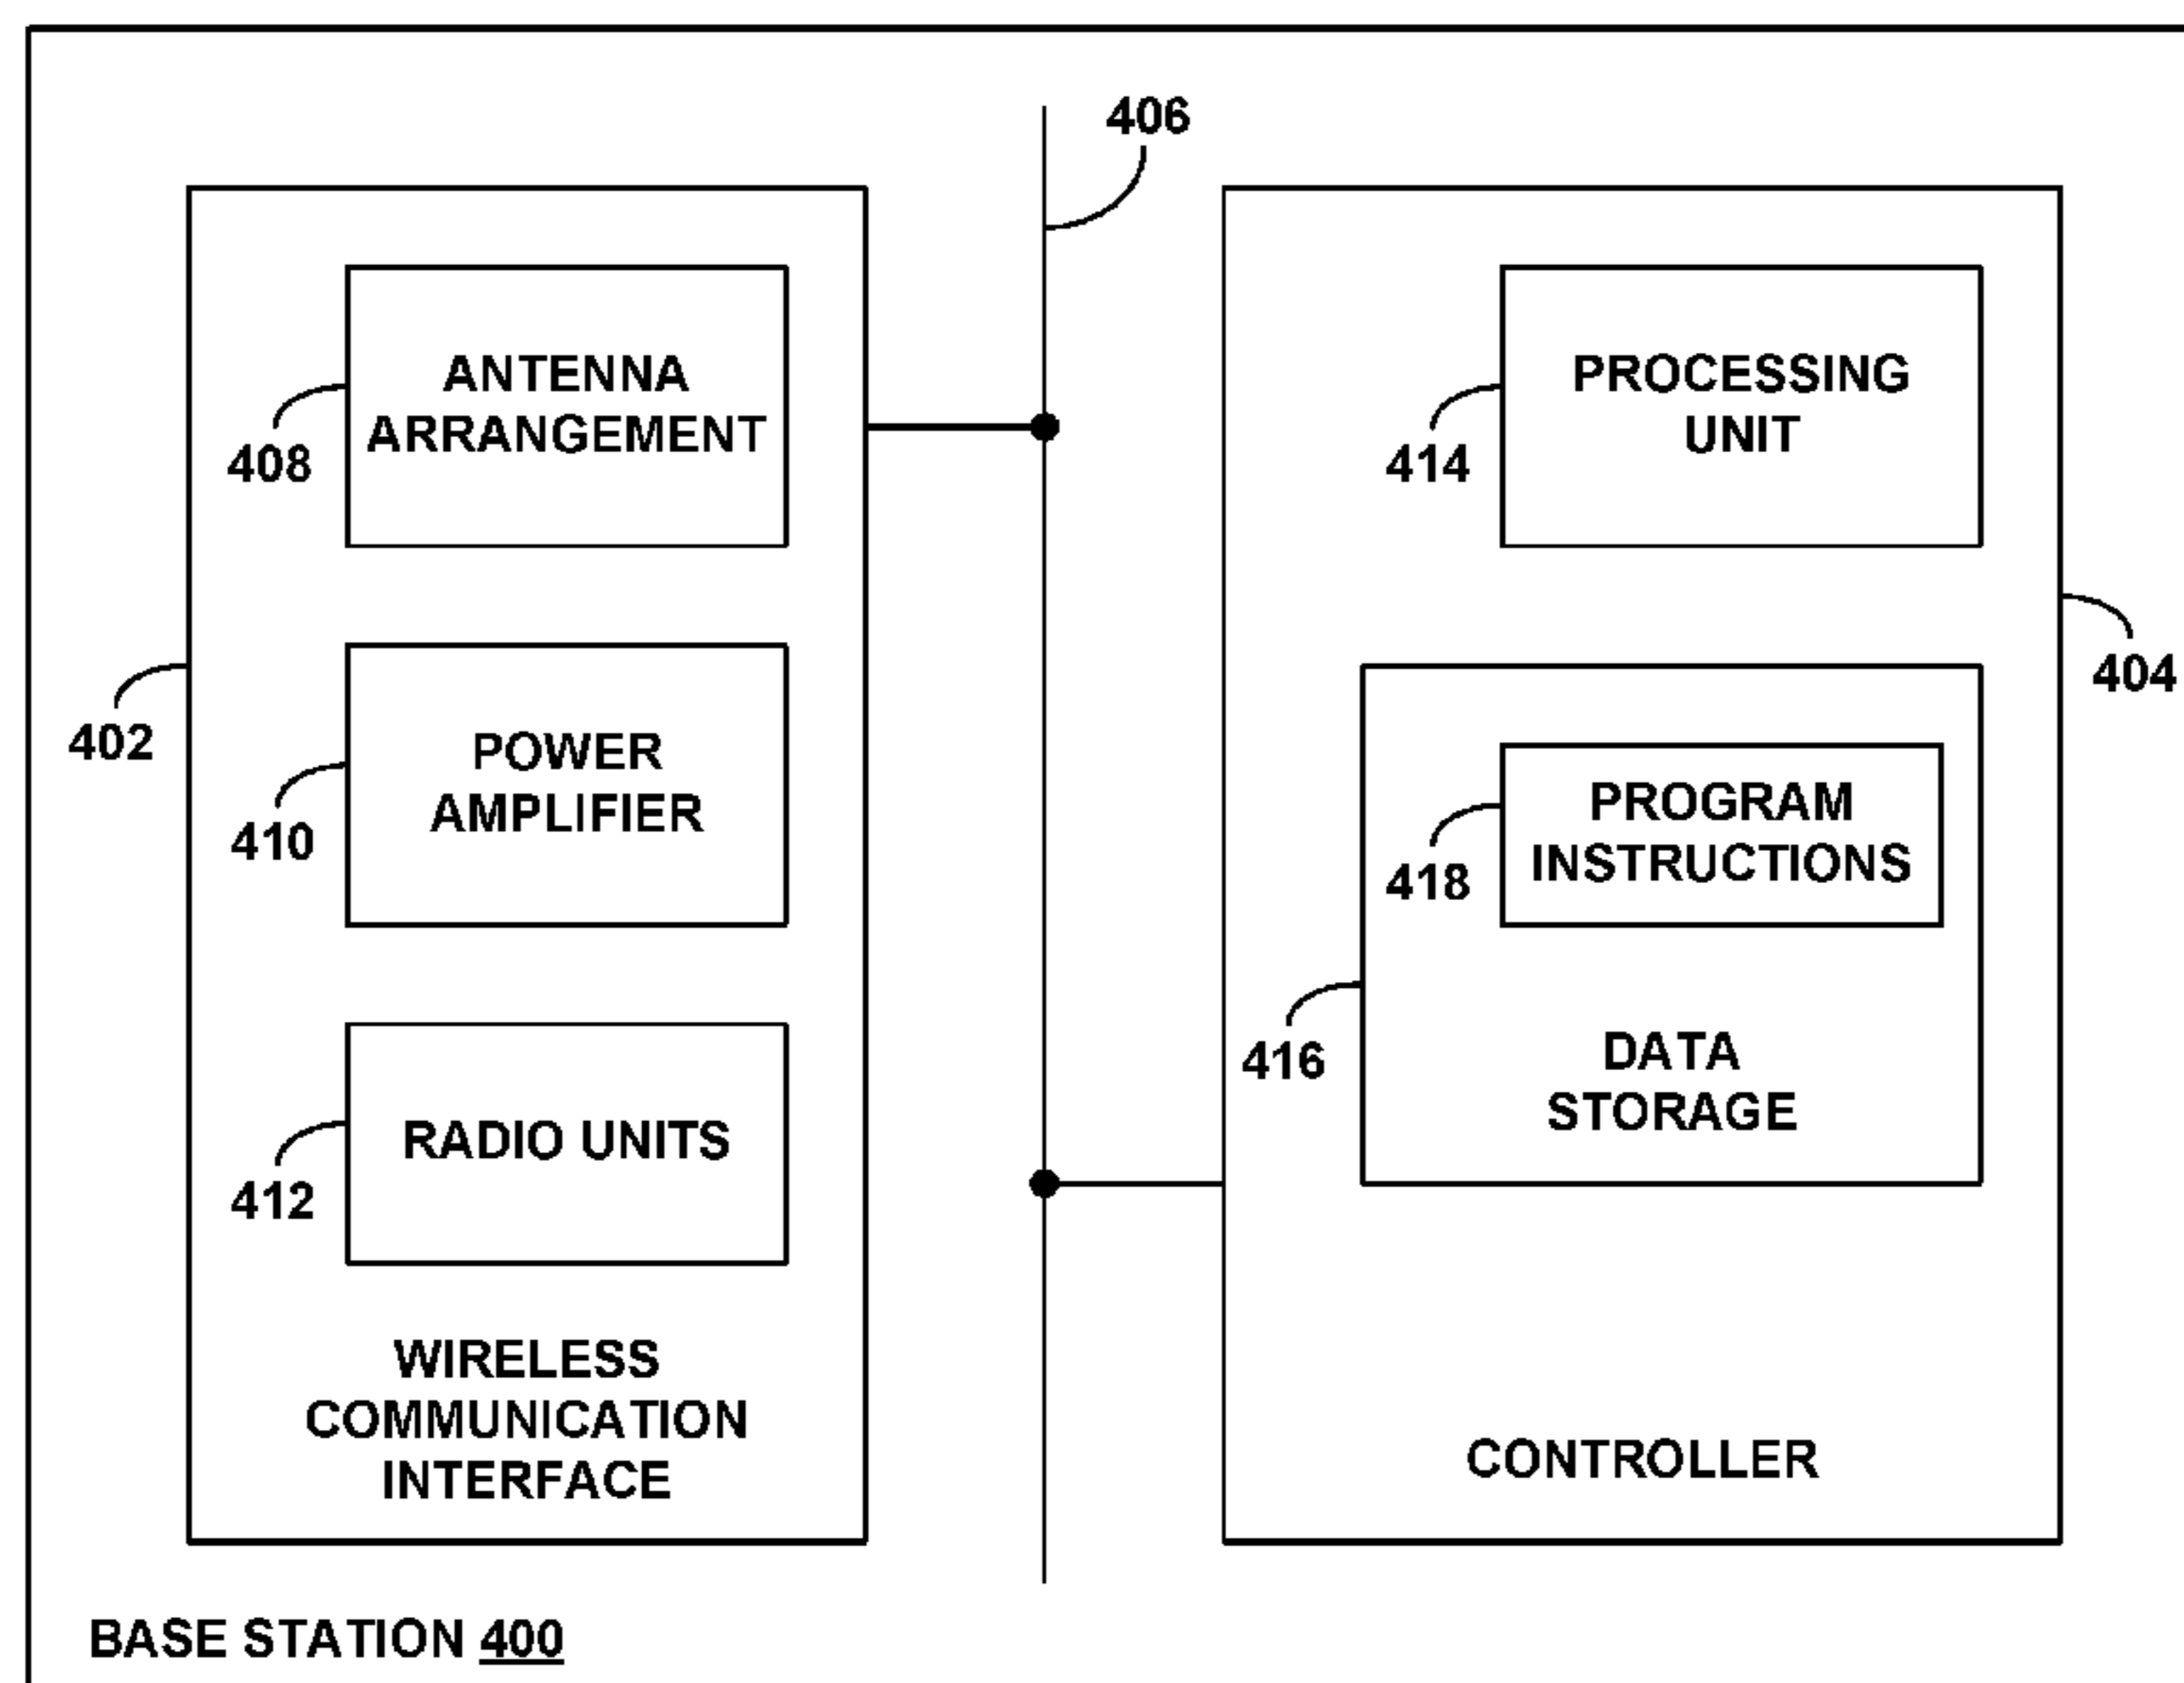 406
ANTENNA
ARRANGEMENT
408
POWER
AMPLIFIER
410
402
RADIO UNITS
412
WIRELESS
COMMUNICATION
INTERFACE
PROCESSING
UNIT
414
404
PROGRAM
INSTRUCTIONS
418
DATA
STORAGE
416
CONTROLLER
BASE STATION 400